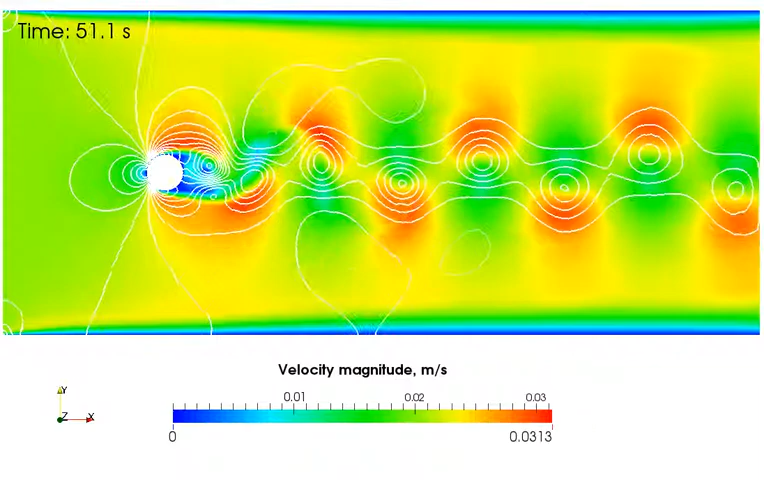 Time: 51.1 s
Velocity magnitude, m/s
0.01 0.02 0.03
0 0.0313
Y
Z X